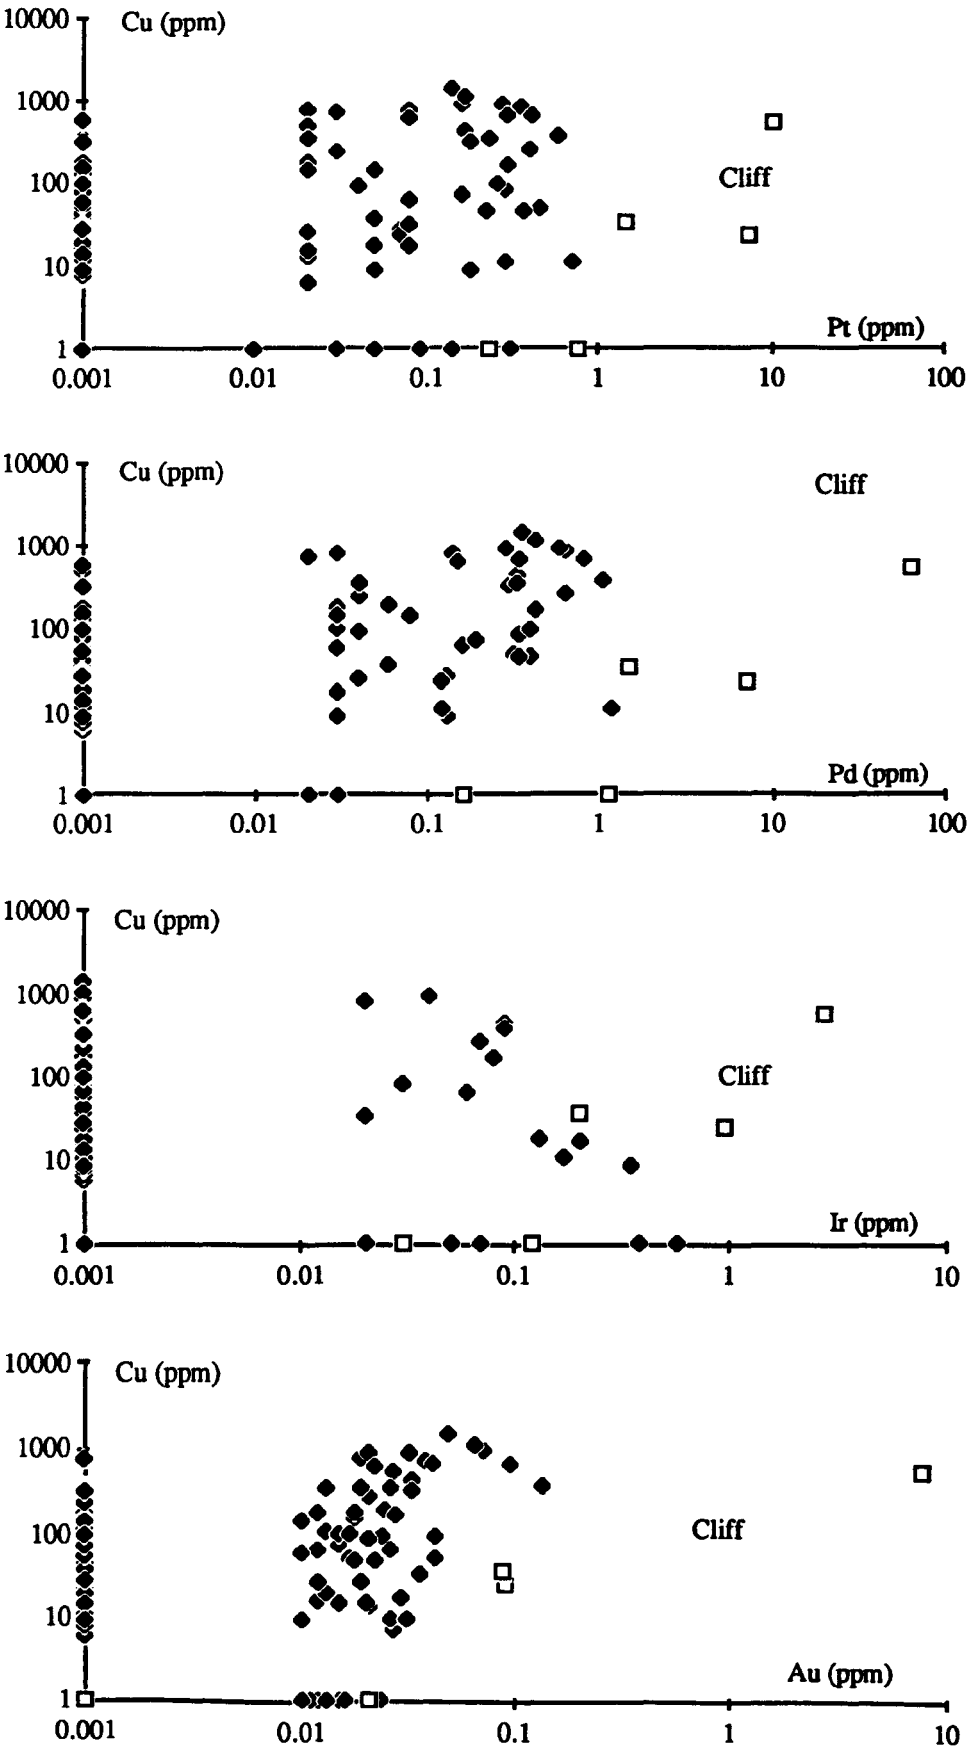 10000 Cu (ppm)
1000
100 Cliff
10
Pt (ppm)
1
0.001 0.01 0.1 1 10 100
10000 Cu (ppm) Cliff
1000
100
10
Pd (ppm)
1
0.001 0.01 0.1 1 10 100
10000 Cu (ppm)
1000
100 Cliff
10
Ir (ppm)
1
0.001 0.01 0.1 1 10
10000 Cu (ppm)
1000
100 Cliff
10
Au (ppm)
1
0.001 0.01 0.1 1 10